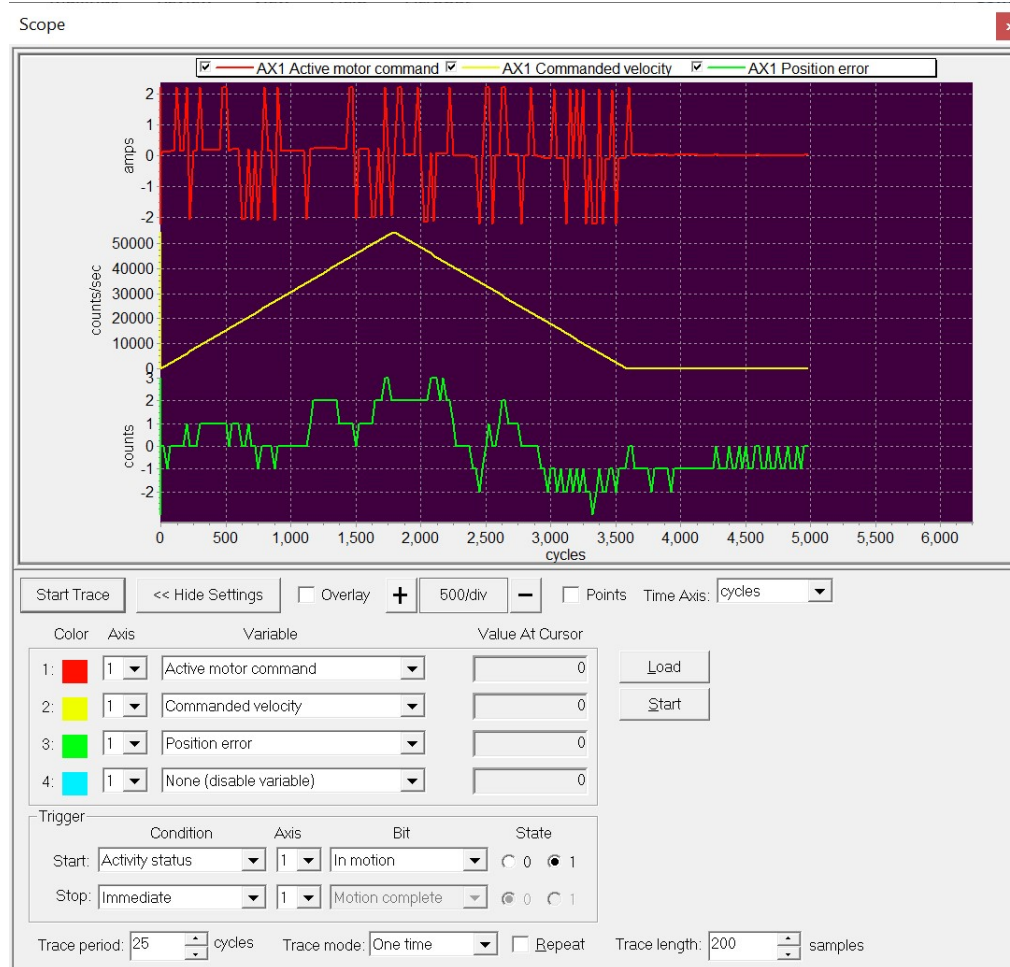 Scope
AX1 Active motor command AX1 Commanded velocity AX1 Position error
2
1
0
-1
-2
amps
50000
40000
30000
20000
10000
0
counts/sec
3
2
1
0
-1
-2
counts
0 500 1,000 1,500 2,000 2,500 3,000 3,500 4,000 4,500 5,000 5,500 6,000
cycles
Start Trace << Hide Settings Overlay + 500/div - Points Time Axis: cycles
Color Axis Variable Value At Cursor
1: 1 Active motor command 0 Load
2: 1 Commanded velocity 0 Start
3: 1 Position error 0
4: 1 None (disable variable) 0
Trigger
Condition Axis Bit State
Start: Activity status 1 In motion 0 1
Stop: Immediate 1 Motion complete 0 1
Trace period: 25 cycles Trace mode: One time Repeat Trace length: 200 samples